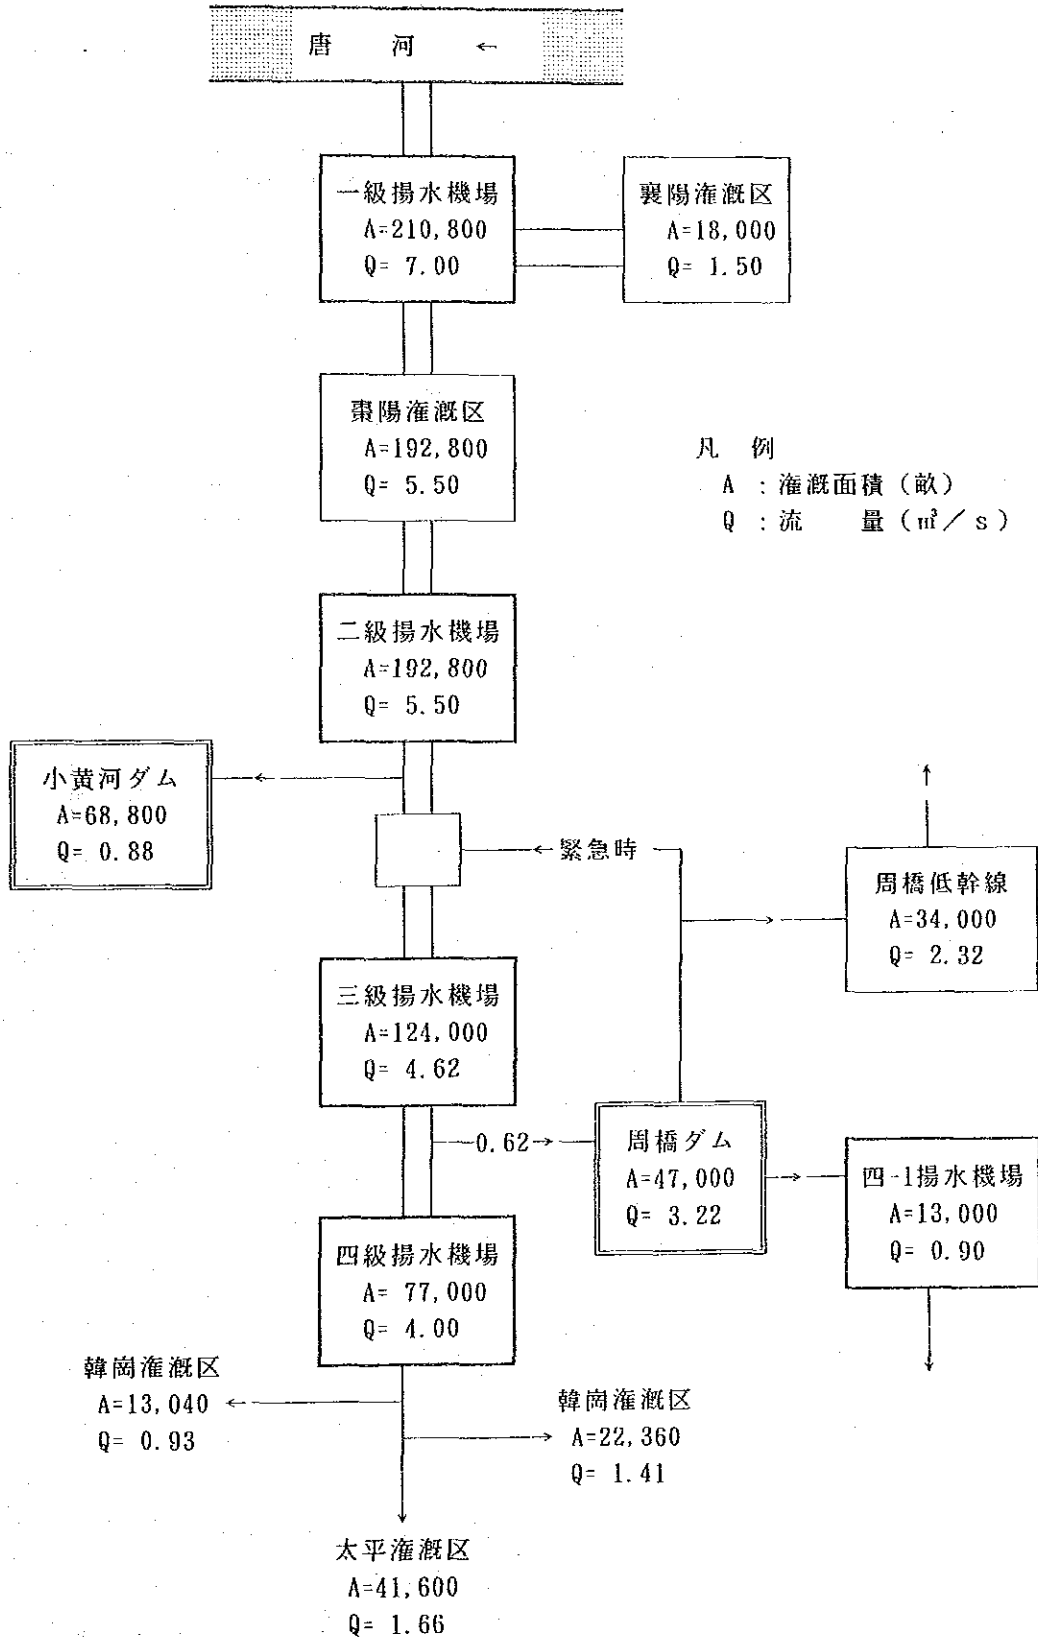 唐 河 ←
一級揚水機場
A=210,800
Q= 7.00
襄陽潅漑区
A=18,000
Q= 1.50
棗陽潅漑区
A=192,800
Q= 5.50
凡 例
A : 潅漑面積 (畝)
Q : 流 量 (㎥/s)
二級揚水機場
A=192,800
Q= 5.50
小黄河ダム
A=68,800
Q= 0.88
緊急時
周橋低幹線
A=34,000
Q= 2.32
三級揚水機場
A=124,000
Q= 4.62
0.62
周橋ダム
A=47,000
Q= 3.22
四-1揚水機場
A=13,000
Q= 0.90
四級揚水機場
A= 77,000
Q= 4.00
韓崗潅漑区
A=13,040
Q= 0.93
韓崗潅漑区
A=22,360
Q= 1.41
太平潅漑区
A=41,600
Q= 1.66